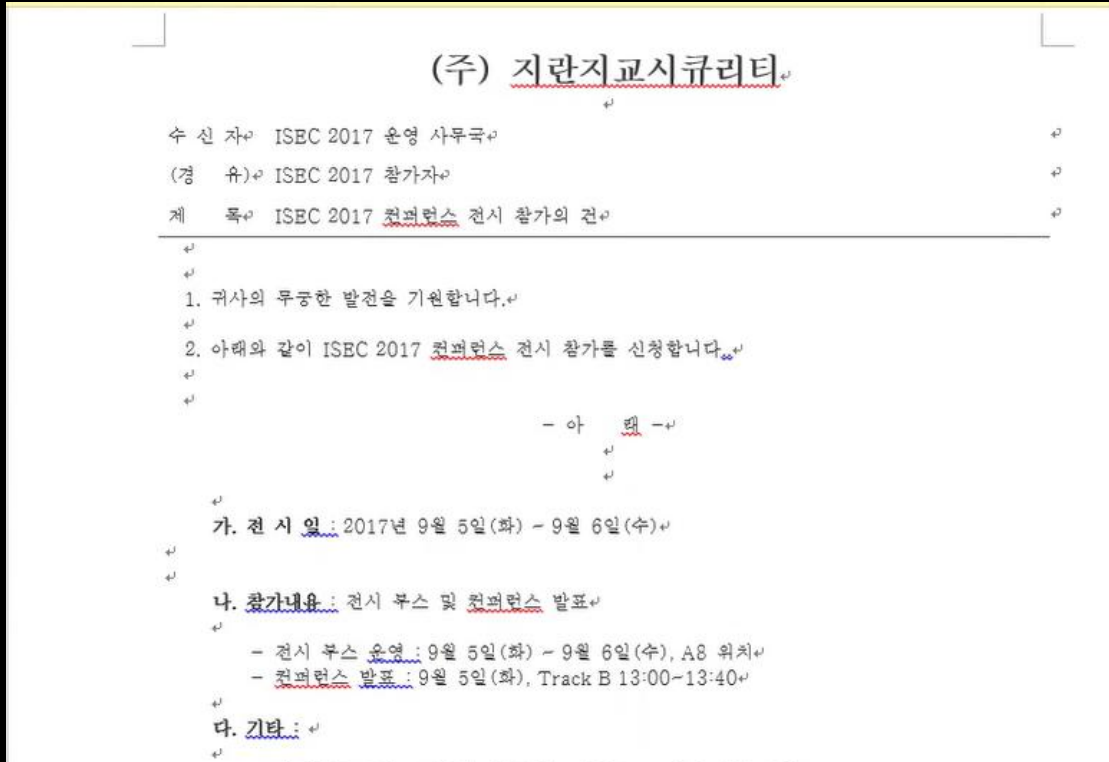 (주) 지란지교시큐리티
수 신 자 ISEC 2017 운영 사무국
(경 유) ISEC 2017 참가자
제 목 ISEC 2017 컨퍼런스 전시 참가의 건
1. 귀사의 무궁한 발전을 기원합니다.
2. 아래와 같이 ISEC 2017 컨퍼런스 전시 참가를 신청합니다..
- 아 래 -
가. 전 시 일 : 2017년 9월 5일(화) ~ 9월 6일(수)
나. 참가내용 : 전시 부스 및 컨퍼런스 발표
- 전시 부스 운영 : 9월 5일(화) ~ 9월 6일(수), A8 위치
- 컨퍼런스 발표 : 9월 5일(화), Track B 13:00~13:40
다. 기타 :